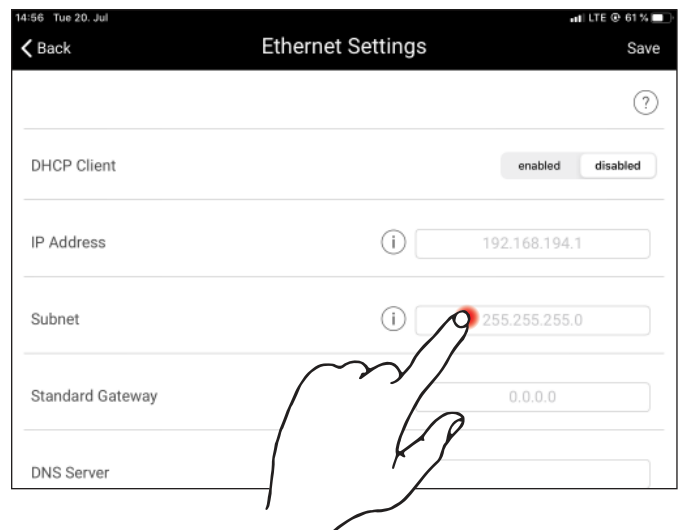 14:56 Tue 20. Jul LTE 61 %
Back Ethernet Settings Save
?
DHCP Client enabled disabled
IP Address i 192.168.194.1
Subnet i 255.255.255.0
Standard Gateway 0.0.0.0
DNS Server